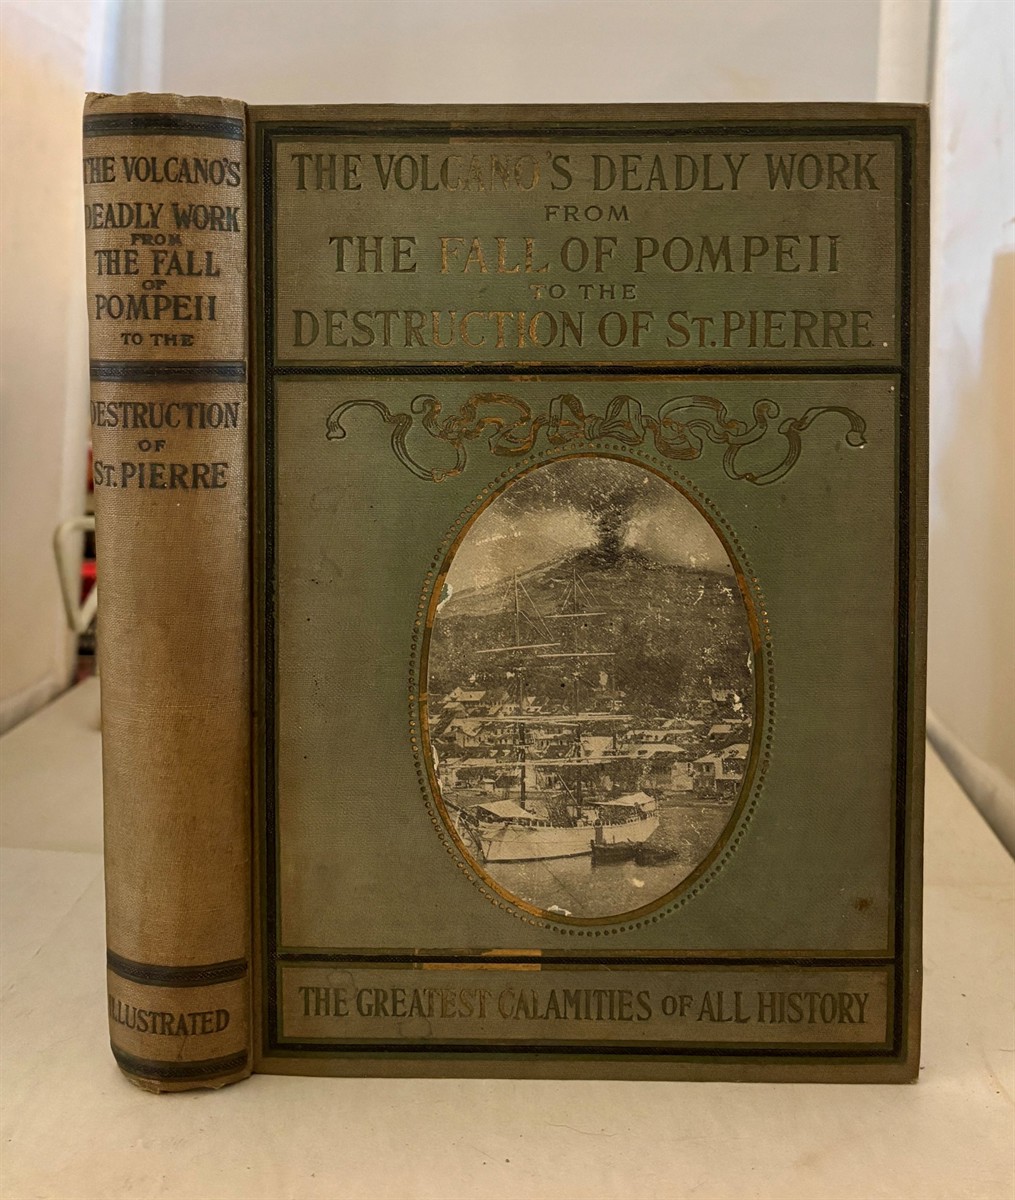 THE VOLCANO'S
DEADLY WORK
FROM
THE FALL
OF
POMPEII
TO THE
DESTRUCTION
OF
ST. PIERRE
ILLUSTRATED
THE VOLCANO'S DEADLY WORK
FROM
THE FALL OF POMPEII
TO THE
DESTRUCTION OF ST. PIERRE
THE GREATEST CALAMITIES OF ALL HISTORY